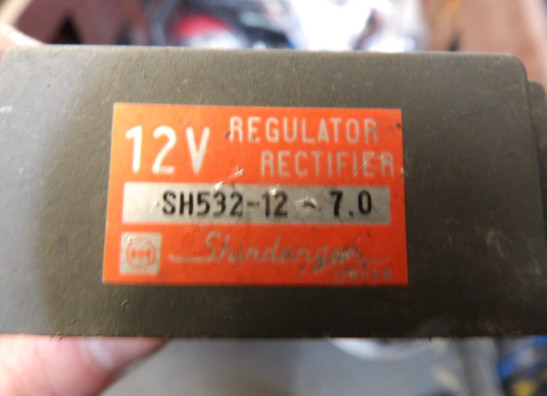 12V REGULATOR
RECTIFIER
SH532-12 - 7.0
Shindengen
JAPAN